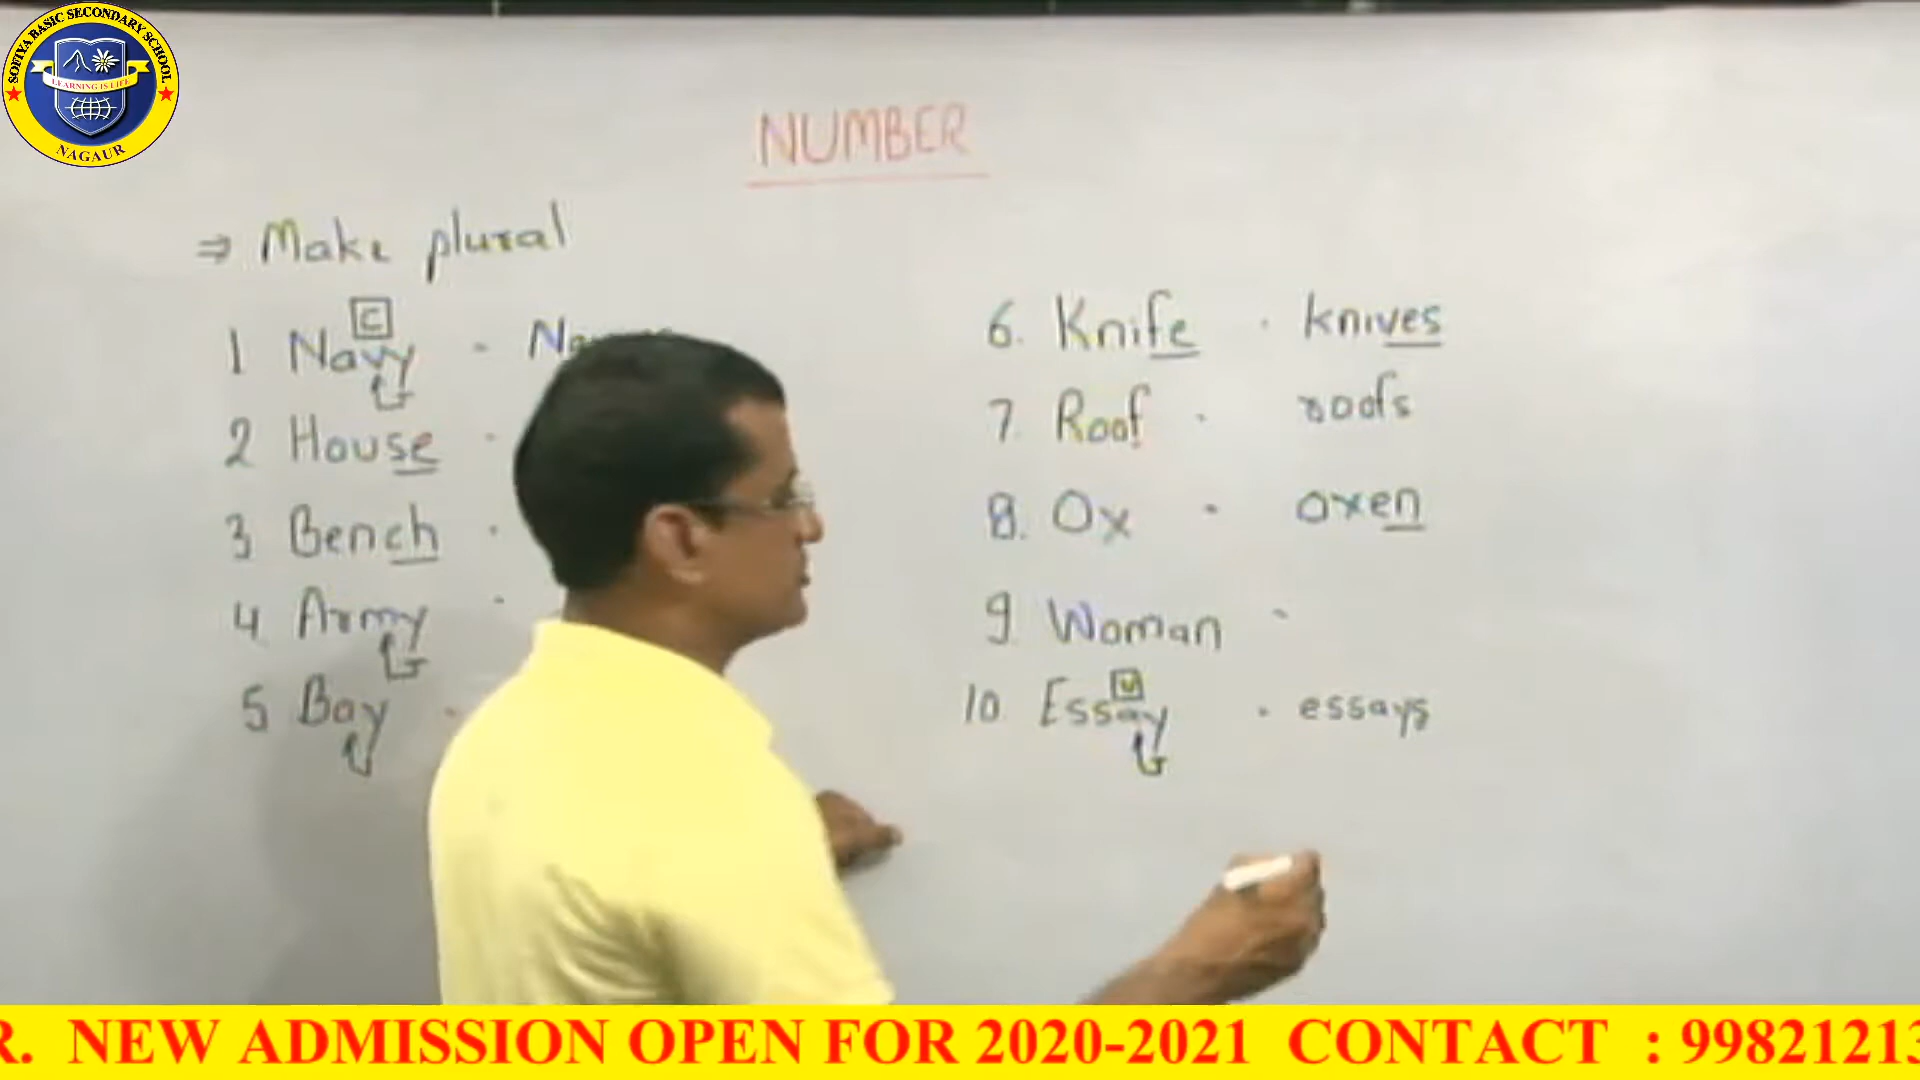 SOFIYA BASIC SECONDARY SCHOOL
LEARNING IS LIFE
NAGAUR
NUMBER
⇒ Make plural
C
1 Navy -
2 House -
3 Bench -
4 Army -
5 Boy -
6. Knife - knives
7. Roof - roofs
8. Ox - oxen
9. Woman -
V
10 Essay - essays
R. NEW ADMISSION OPEN FOR 2020-2021 CONTACT : 99821213